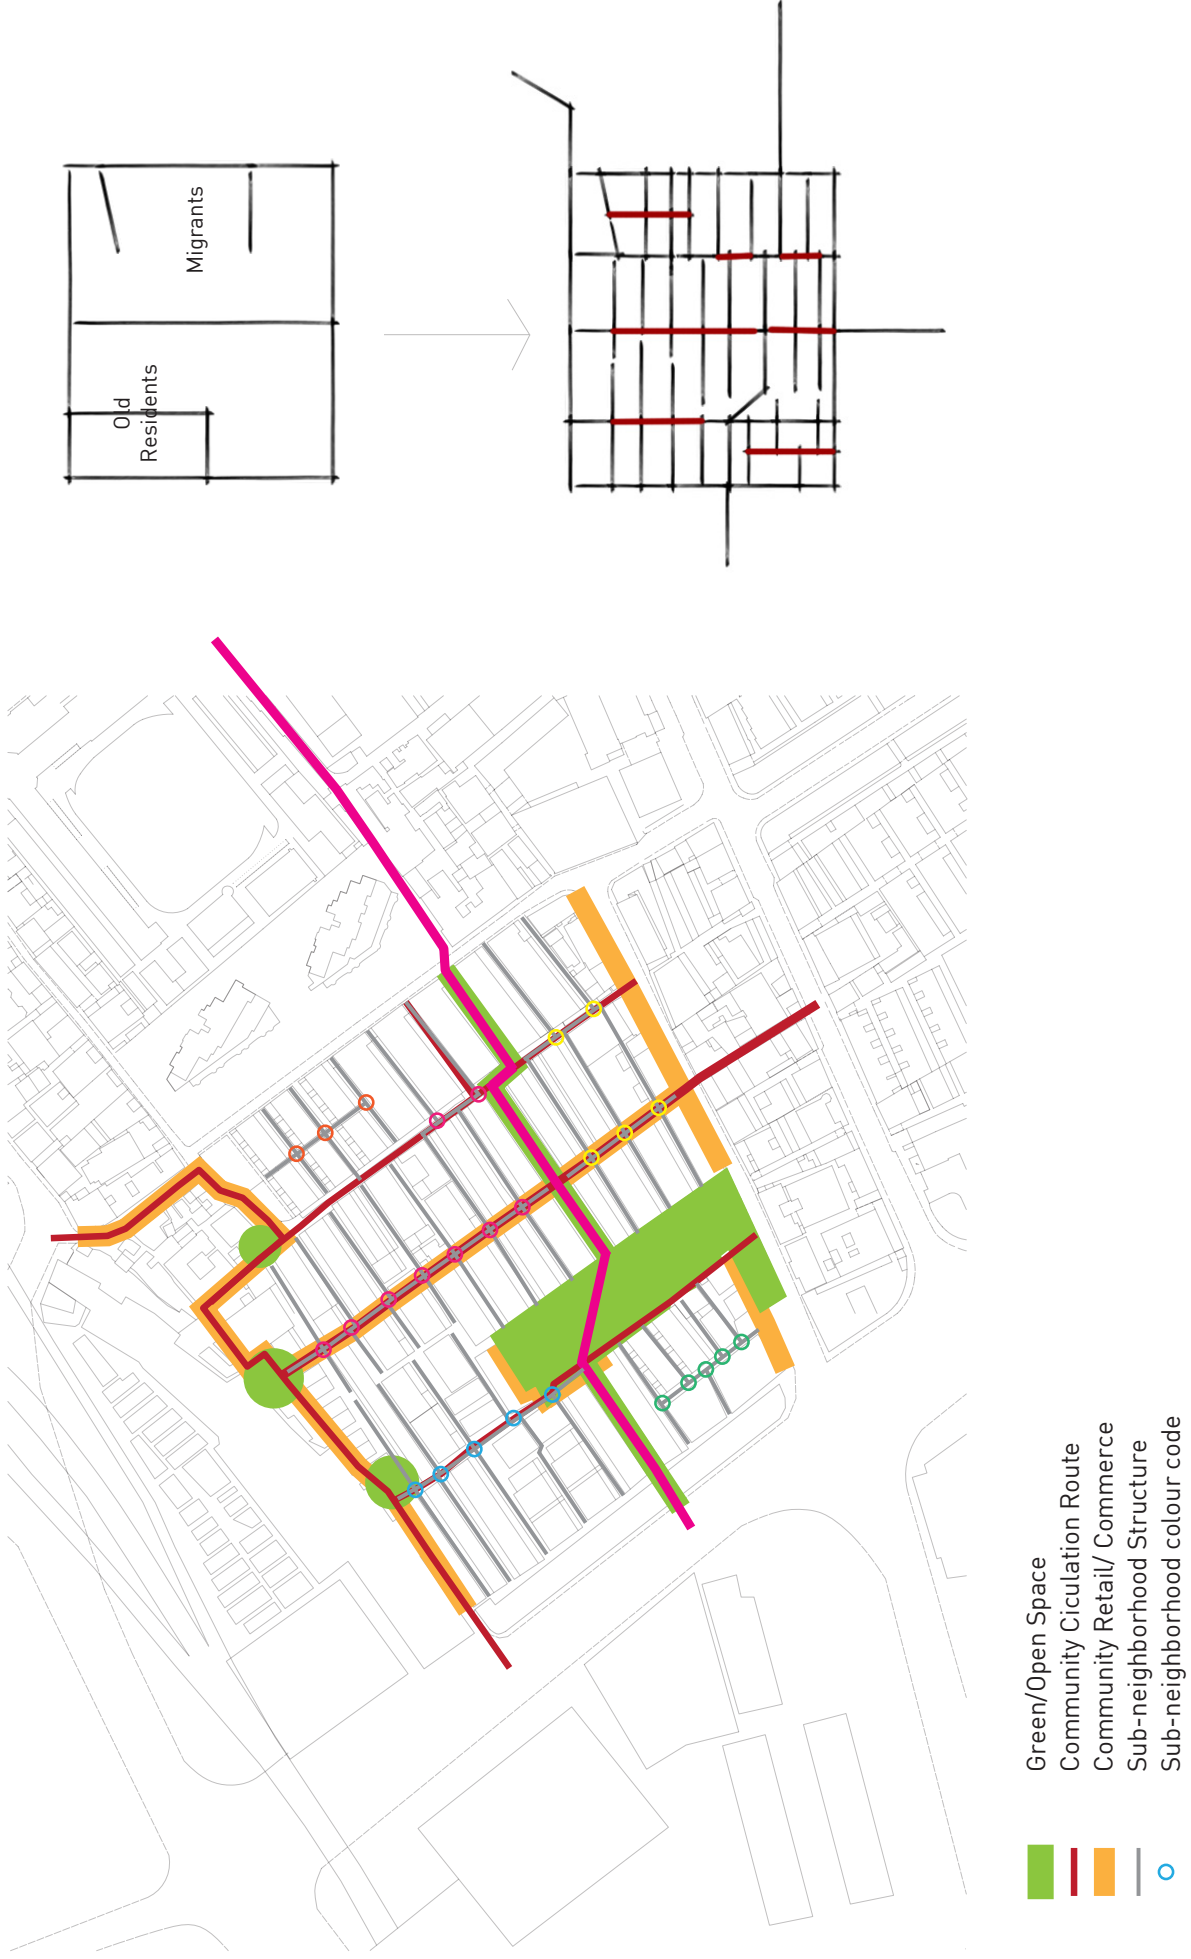 Old
Residents
Migrants
Green/Open Space
Community Ciculation Route
Community Retail/ Commerce
Sub-neighborhood Structure
Sub-neighborhood colour code